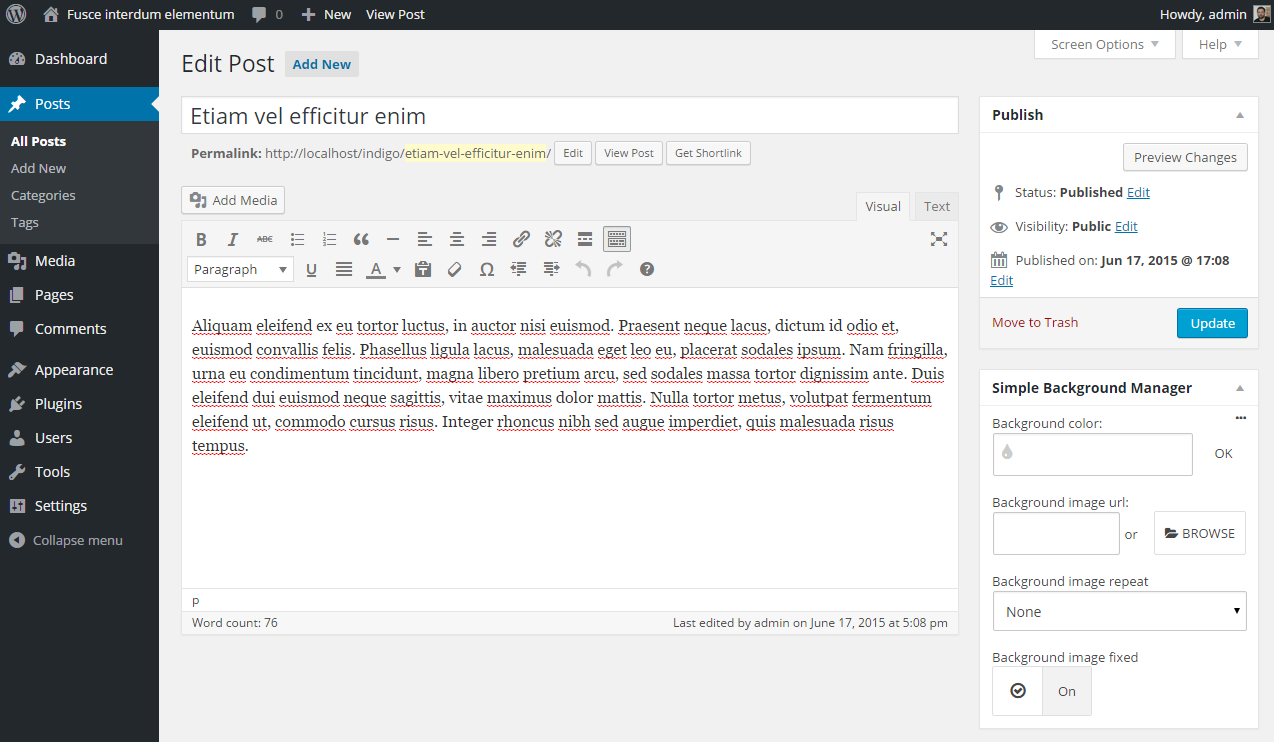 Fusce interdum elementum 0 New View Post Howdy, admin
Screen Options Help
Dashboard
Posts
All Posts
Add New
Categories
Tags
Media
Pages
Comments
Appearance
Plugins
Users
Tools
Settings
Collapse menu
Edit Post Add New
Etiam vel efficitur enim
Permalink: http://localhost/indigo/etiam-vel-efficitur-enim/ Edit View Post Get Shortlink
Add Media
Visual Text
B I ABC
Paragraph U A Ω
Aliquam eleifend ex eu tortor luctus, in auctor nisi euismod. Praesent neque lacus, dictum id odio et,
euismod convallis felis. Phasellus ligula lacus, malesuada eget leo eu, placerat sodales ipsum. Nam fringilla,
urna eu condimentum tincidunt, magna libero pretium arcu, sed sodales massa tortor dignissim ante. Duis
eleifend dui euismod neque sagittis, vitae maximus dolor mattis. Nulla tortor metus, volutpat fermentum
eleifend ut, commodo cursus risus. Integer rhoncus nibh sed augue imperdiet, quis malesuada risus
tempus.
p
Word count: 76 Last edited by admin on June 17, 2015 at 5:08 pm
Publish
Preview Changes
Status: Published Edit
Visibility: Public Edit
Published on: Jun 17, 2015 @ 17:08
Edit
Move to Trash Update
Simple Background Manager
Background color:
OK
Background image url:
or BROWSE
Background image repeat
None
Background image fixed
On